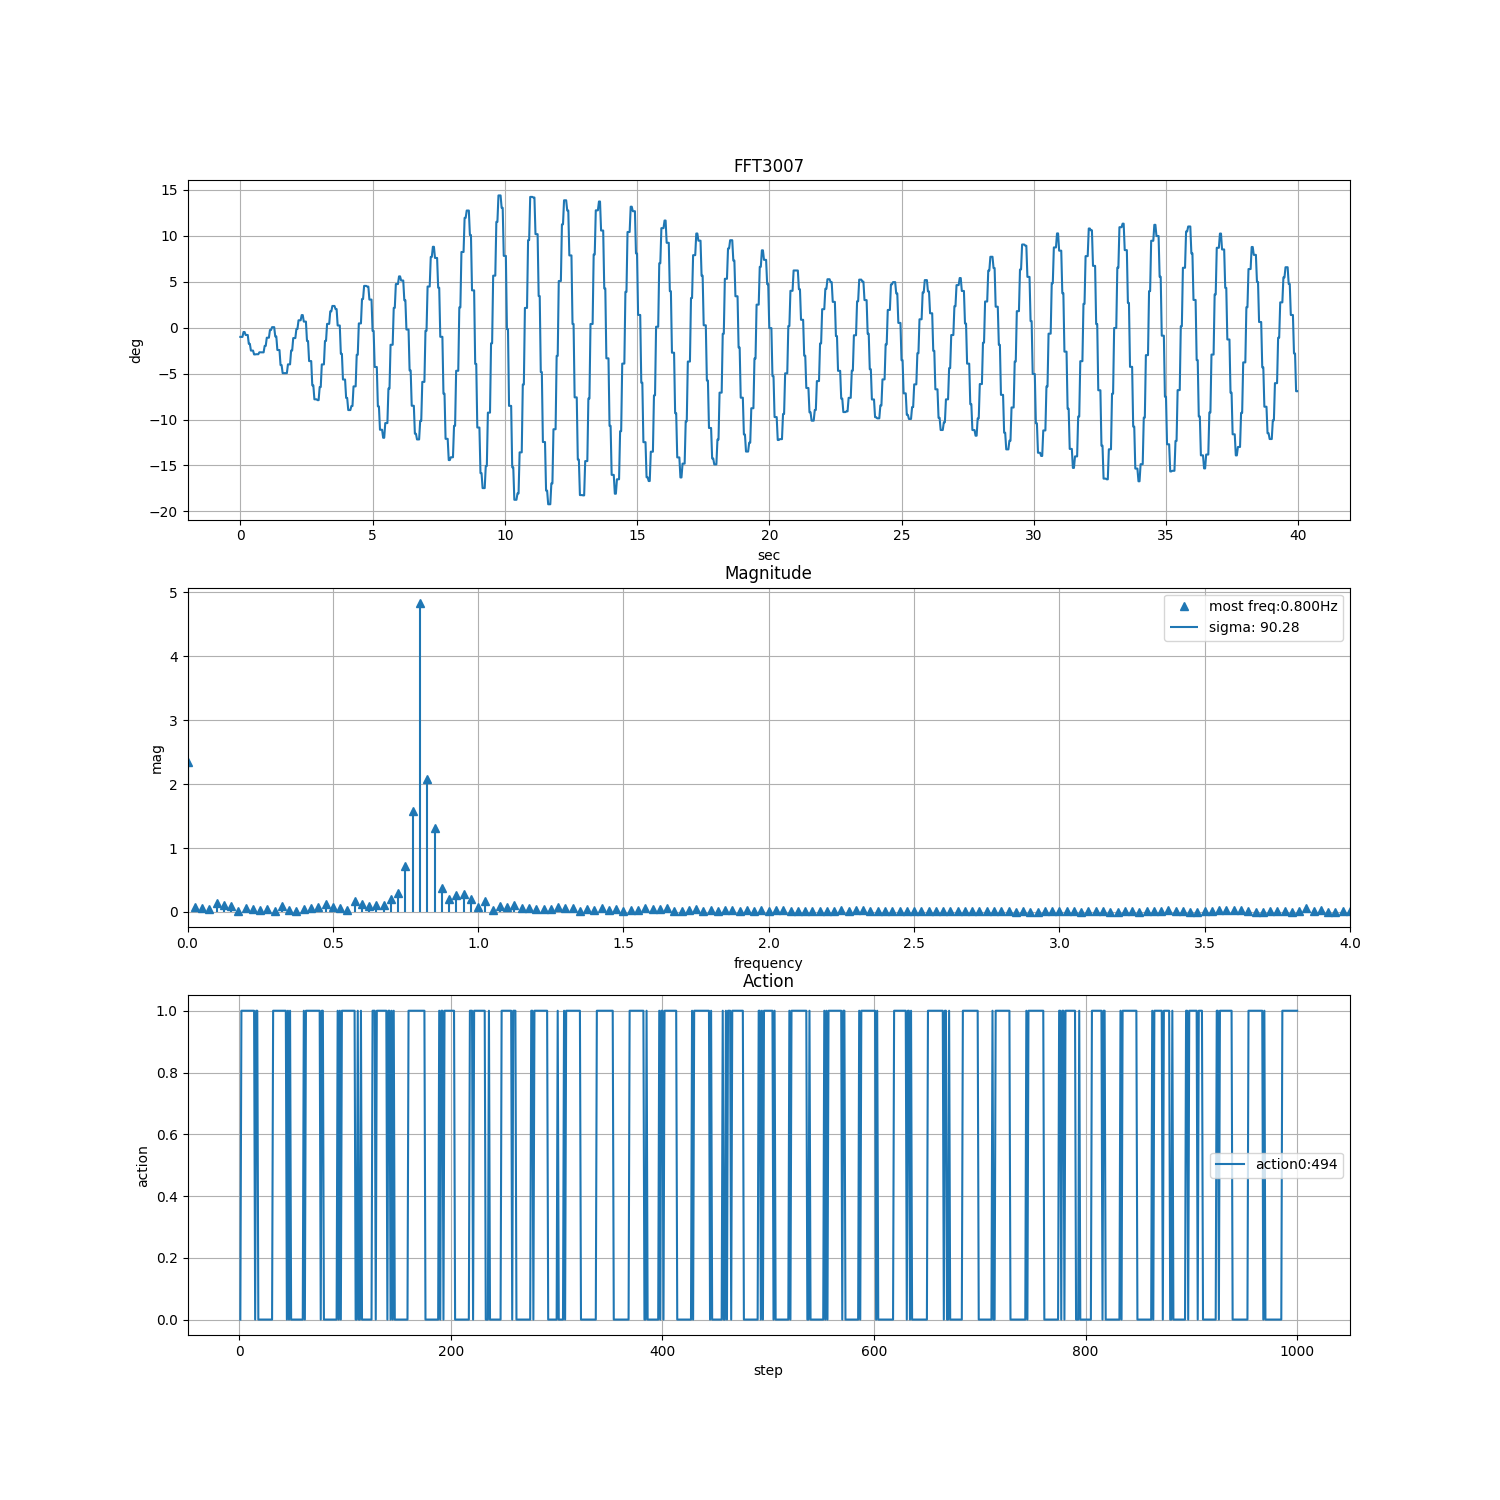 FFT3007
15
10
5
0
−5
−10
−15
−20
deg
0 5 10 15 20 25 30 35 40
sec
Magnitude
5
4
3
2
1
0
mag
most freq:0.800Hz
sigma: 90.28
0.0 0.5 1.0 1.5 2.0 2.5 3.0 3.5 4.0
frequency
Action
1.0
0.8
0.6
0.4
0.2
0.0
action
action0:494
0 200 400 600 800 1000
step